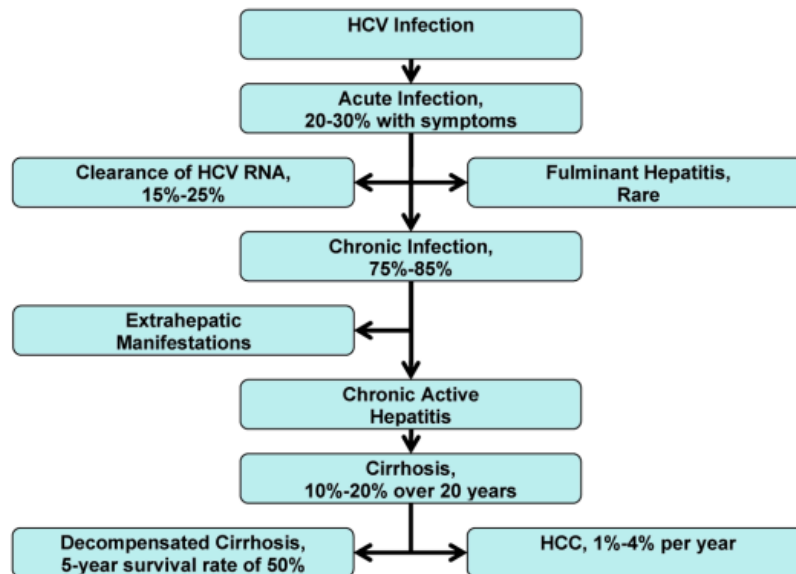 HCV Infection
Acute Infection,
20-30% with symptoms
Clearance of HCV RNA,
15%-25%
Fulminant Hepatitis,
Rare
Chronic Infection,
75%-85%
Extrahepatic
Manifestations
Chronic Active
Hepatitis
Cirrhosis,
10%-20% over 20 years
Decompensated Cirrhosis,
5-year survival rate of 50%
HCC, 1%-4% per year